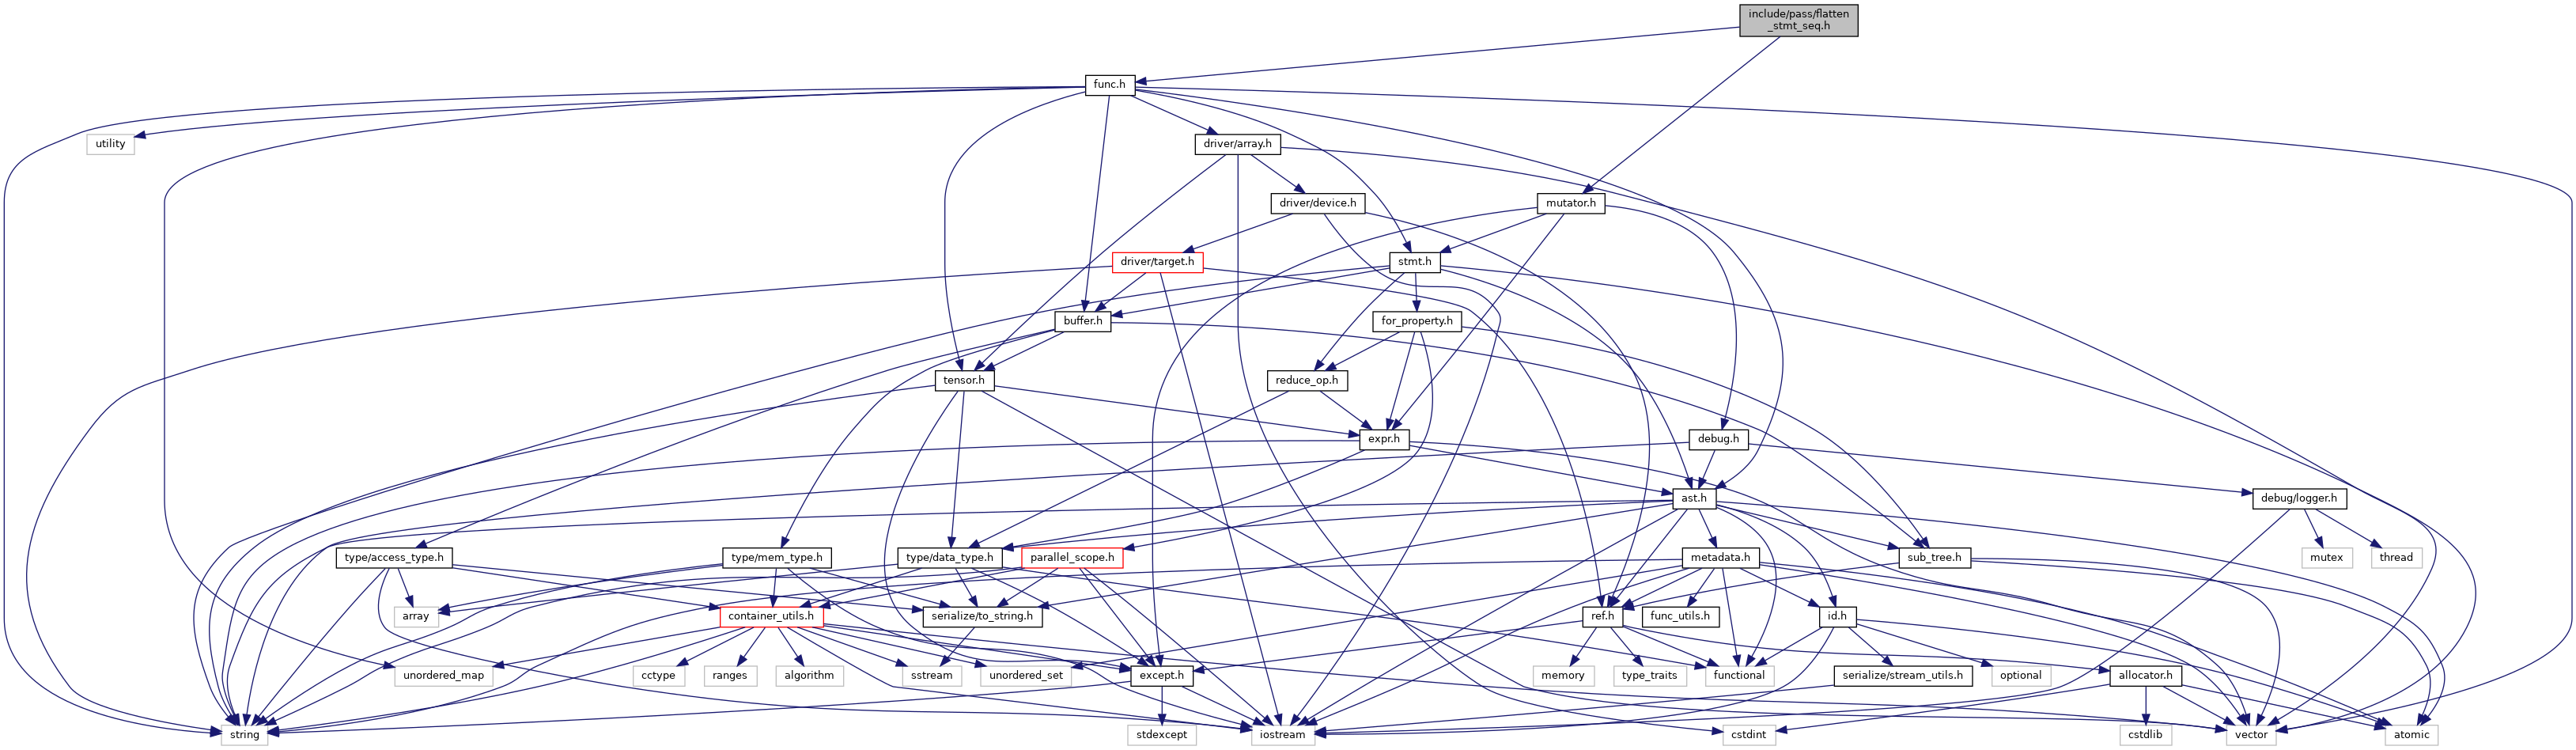 include/pass/flatten
_stmt_seq.h
func.h
utility
driver/array.h
driver/device.h
mutator.h
driver/target.h
stmt.h
buffer.h
for_property.h
tensor.h
reduce_op.h
expr.h
debug.h
ast.h
debug/logger.h
type/access_type.h
type/mem_type.h
type/data_type.h
parallel_scope.h
metadata.h
sub_tree.h
mutex
thread
array
container_utils.h
serialize/to_string.h
ref.h
func_utils.h
id.h
unordered_map
cctype
ranges
algorithm
sstream
unordered_set
except.h
memory
type_traits
functional
serialize/stream_utils.h
optional
allocator.h
string
stdexcept
iostream
cstdint
cstdlib
vector
atomic